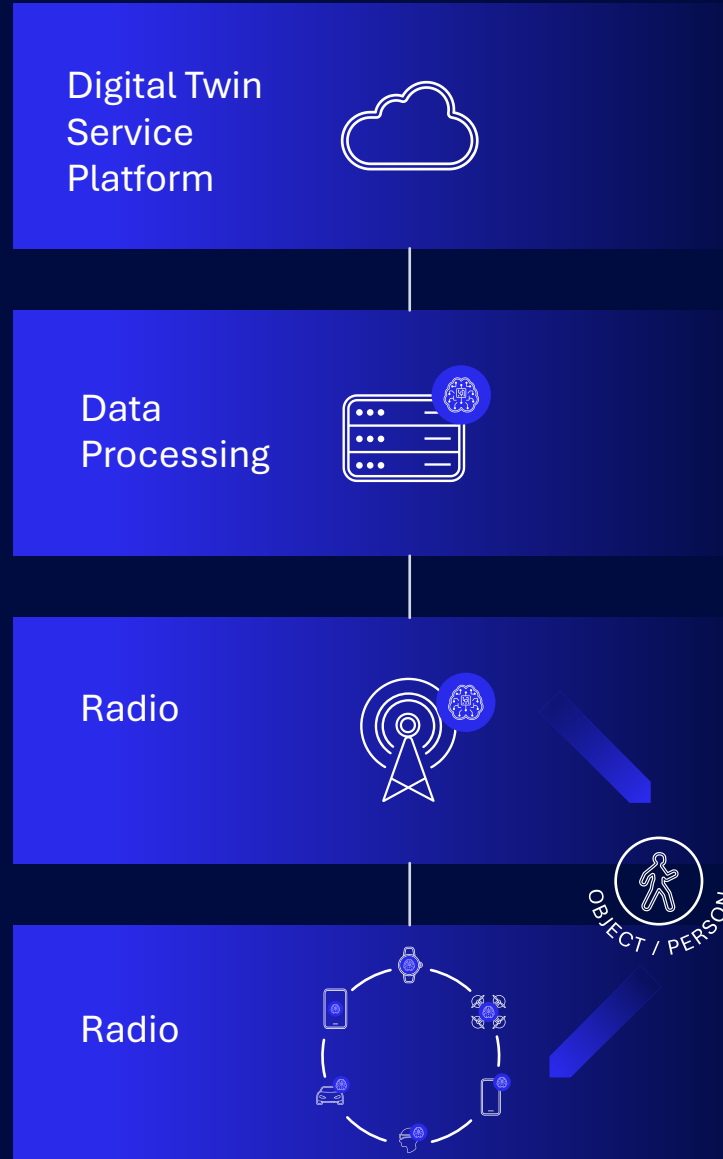 Digital Twin
Service
Platform
Data
Processing
Radio
OBJECT / PERSON
Radio